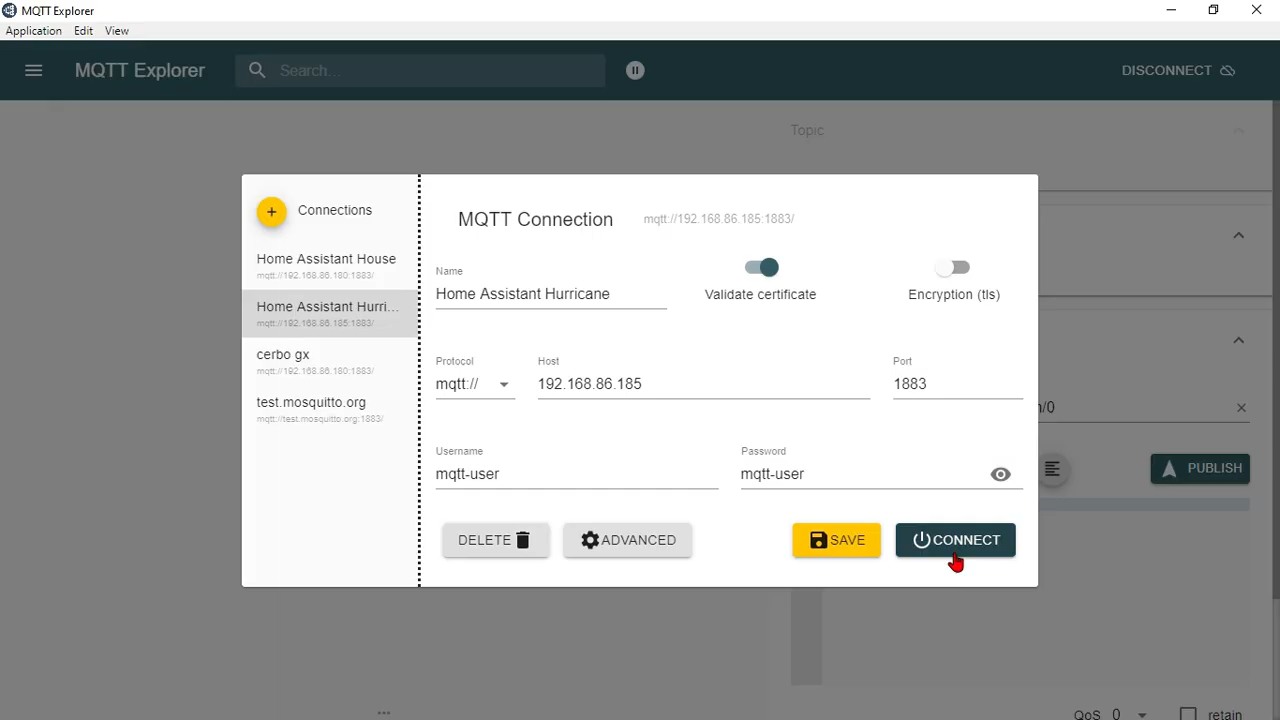 MQTT Explorer
Application Edit View
MQTT Explorer
Search...
DISCONNECT
Topic
Connections
Home Assistant House
mqtt://192.168.86.180:1883/
Home Assistant Hurri...
mqtt://192.168.86.185:1883/
cerbo gx
mqtt://192.168.86.180:1883/
test.mosquitto.org
mqtt://test.mosquitto.org:1883/
MQTT Connection mqtt://192.168.86.185:1883/
Name
Home Assistant Hurricane
Validate certificate
Encryption (tls)
Protocol Host Port
mqtt:// 192.168.86.185 1883
Username Password
mqtt-user mqtt-user
DELETE ADVANCED SAVE CONNECT
n/0
PUBLISH
QoS 0 retain
...